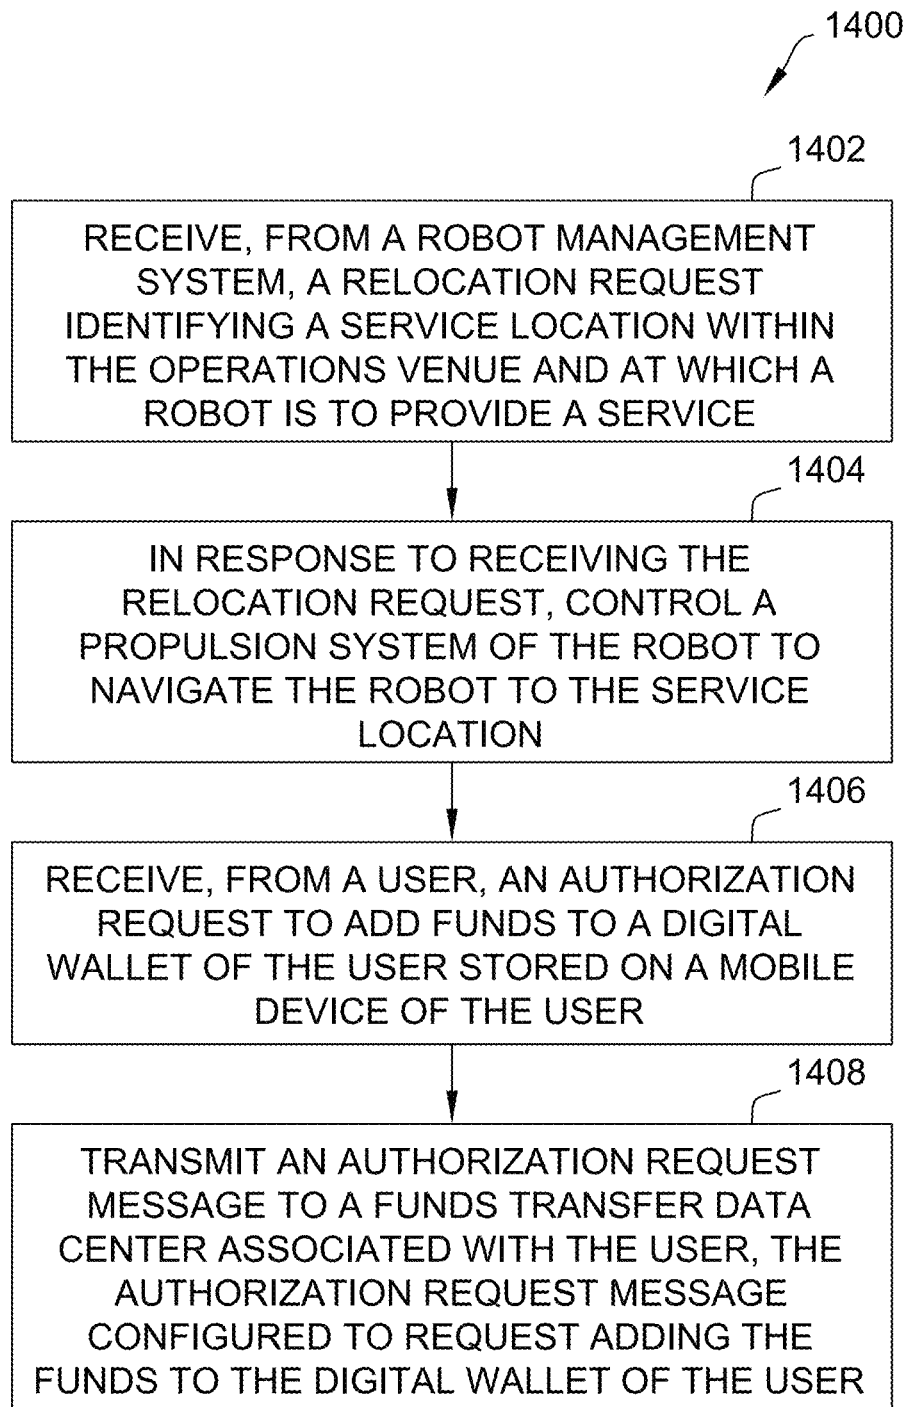 1400
1402
RECEIVE, FROM A ROBOT MANAGEMENT
SYSTEM, A RELOCATION REQUEST
IDENTIFYING A SERVICE LOCATION WITHIN
THE OPERATIONS VENUE AND AT WHICH A
ROBOT IS TO PROVIDE A SERVICE
1404
IN RESPONSE TO RECEIVING THE
RELOCATION REQUEST, CONTROL A
PROPULSION SYSTEM OF THE ROBOT TO
NAVIGATE THE ROBOT TO THE SERVICE
LOCATION
1406
RECEIVE, FROM A USER, AN AUTHORIZATION
REQUEST TO ADD FUNDS TO A DIGITAL
WALLET OF THE USER STORED ON A MOBILE
DEVICE OF THE USER
1408
TRANSMIT AN AUTHORIZATION REQUEST
MESSAGE TO A FUNDS TRANSFER DATA
CENTER ASSOCIATED WITH THE USER, THE
AUTHORIZATION REQUEST MESSAGE
CONFIGURED TO REQUEST ADDING THE
FUNDS TO THE DIGITAL WALLET OF THE USER